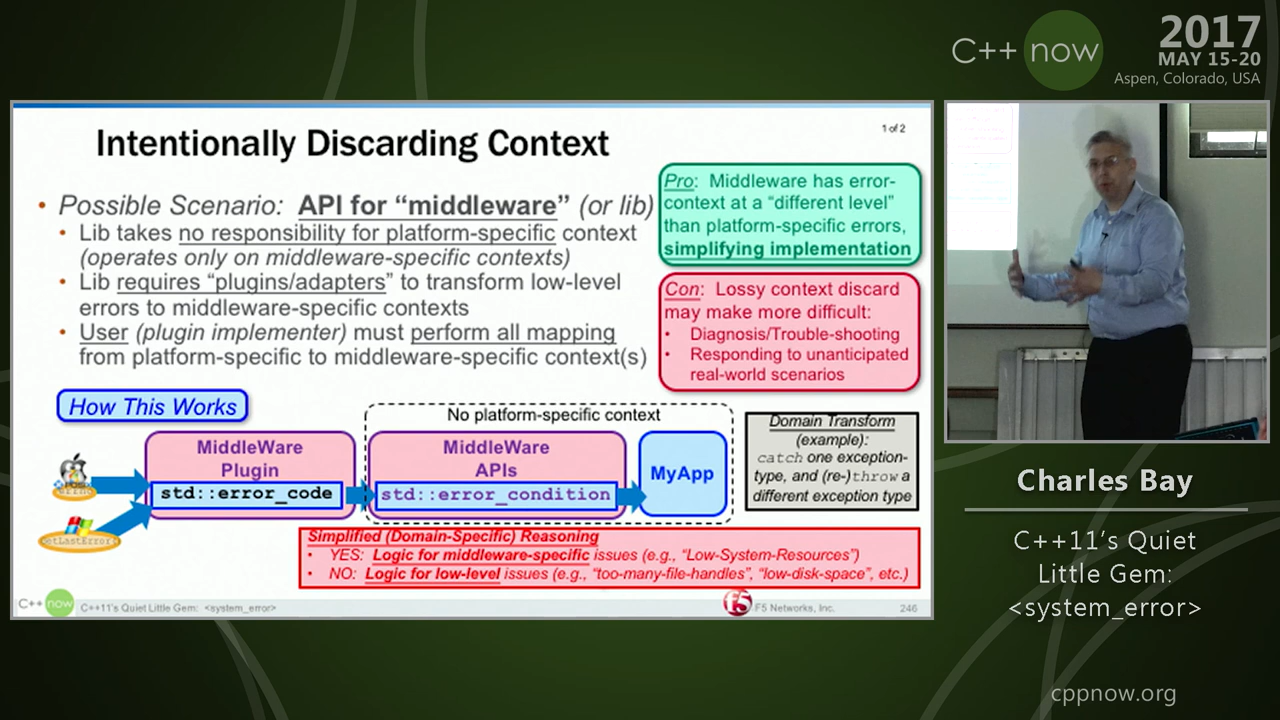 C++ now
2017
MAY 15-20
Aspen, Colorado, USA
Intentionally Discarding Context
1 of 2
• Possible Scenario: API for “middleware” (or lib)
• Lib takes no responsibility for platform-specific context
(operates only on middleware-specific contexts)
• Lib requires “plugins/adapters” to transform low-level
errors to middleware-specific contexts
• User (plugin implementer) must perform all mapping
from platform-specific to middleware-specific context(s)
Pro: Middleware has error-
context at a “different level”
than platform-specific errors,
simplifying implementation
Con: Lossy context discard
may make more difficult:
• Diagnosis/Trouble-shooting
• Responding to unanticipated
real-world scenarios
How This Works
No platform-specific context
MiddleWare
Plugin
std::error_code
MiddleWare
APIs
std::error_condition
MyApp
Domain Transform
(example):
catch one exception-
type, and (re-)throw a
different exception type
Simplified (Domain-Specific) Reasoning
• YES: Logic for middleware-specific issues (e.g., “Low-System-Resources”)
• NO: Logic for low-level issues (e.g., “too-many-file-handles”, “low-disk-space”, etc.)
C++ now
C++11's Quiet Little Gem: <system_error>
F5 Networks, Inc.
246
Charles Bay
C++11’s Quiet
Little Gem:
<system_error>
cppnow.org